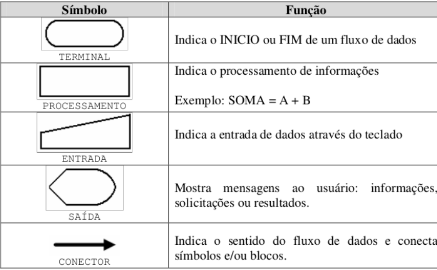 Símbolo
Função
TERMINAL
Indica o INICIO ou FIM de um fluxo de dados
PROCESSAMENTO
Indica o processamento de informações
Exemplo: SOMA = A + B
ENTRADA
Indica a entrada de dados através do teclado
SAÍDA
Mostra mensagens ao usuário: informações,
solicitações ou resultados.
CONECTOR
Indica o sentido do fluxo de dados e conecta
símbolos e/ou blocos.